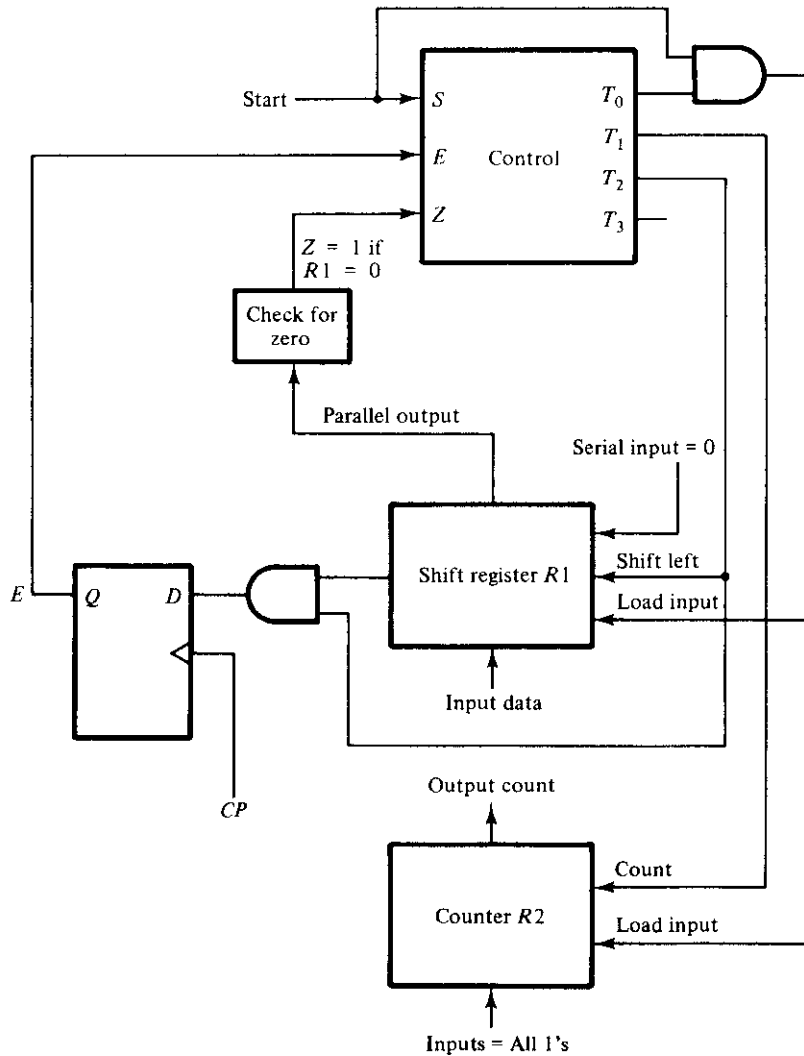 Start
S
T0
T1
E
Control
T2
Z
T3
Z = 1 if
R1 = 0
Check for
zero
Parallel output
Serial input = 0
Shift register R1
Shift left
E
Q
D
Load input
Input data
CP
Output count
Count
Counter R2
Load input
Inputs = All 1's